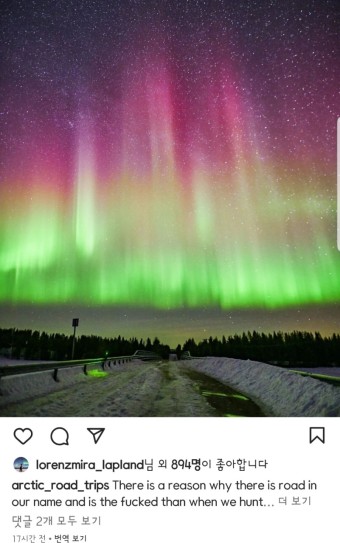 lorenzmira_lapland님 외 894명이 좋아합니다
arctic_road_trips There is a reason why there is road in
our name and is the fucked than when we hunt... 더 보기
댓글 2개 모두 보기
17시간 전 • 번역 보기